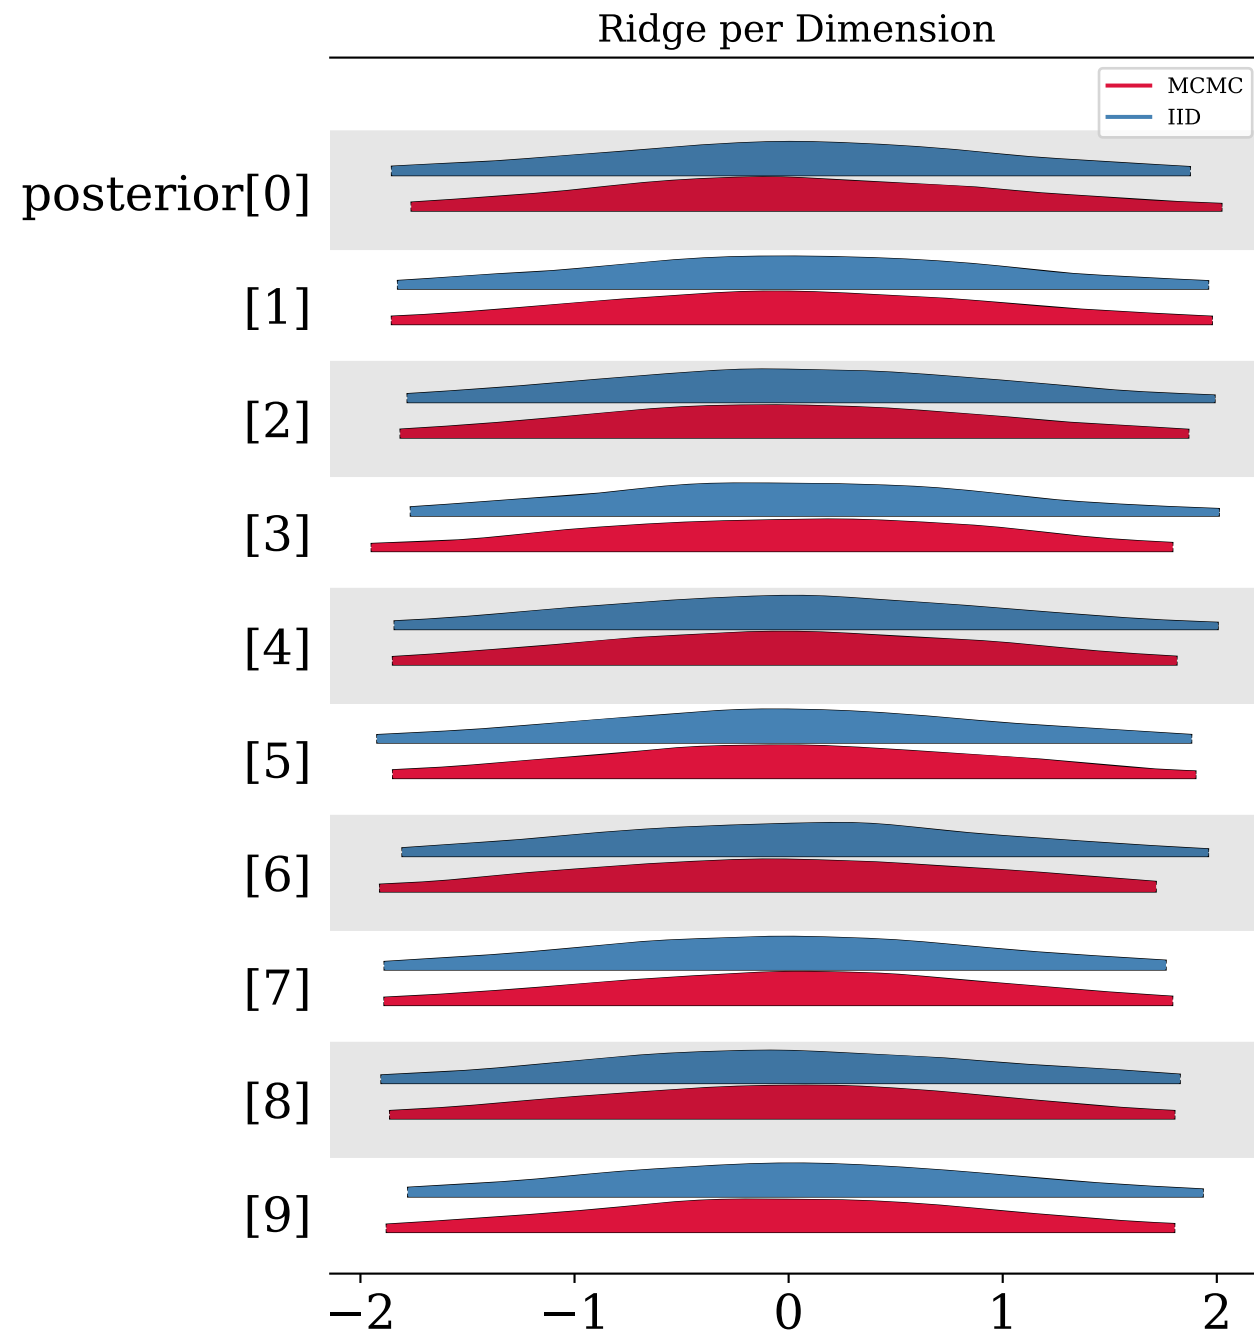 Ridge per Dimension
MCMC
IID
posterior[0]
[1]
[2]
[3]
[4]
[5]
[6]
[7]
[8]
[9]
−2 −1 0 1 2